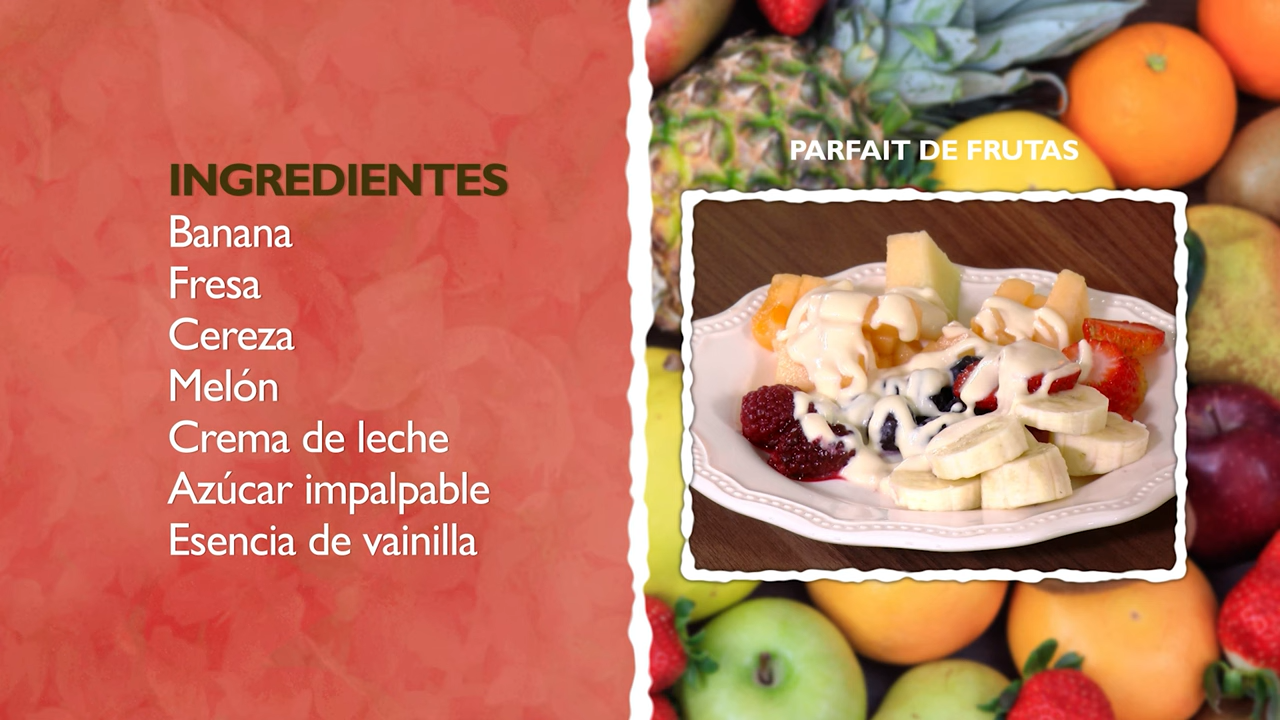 INGREDIENTES
Banana
Fresa
Cereza
Melón
Crema de leche
Azúcar impalpable
Esencia de vainilla
PARFAIT DE FRUTAS